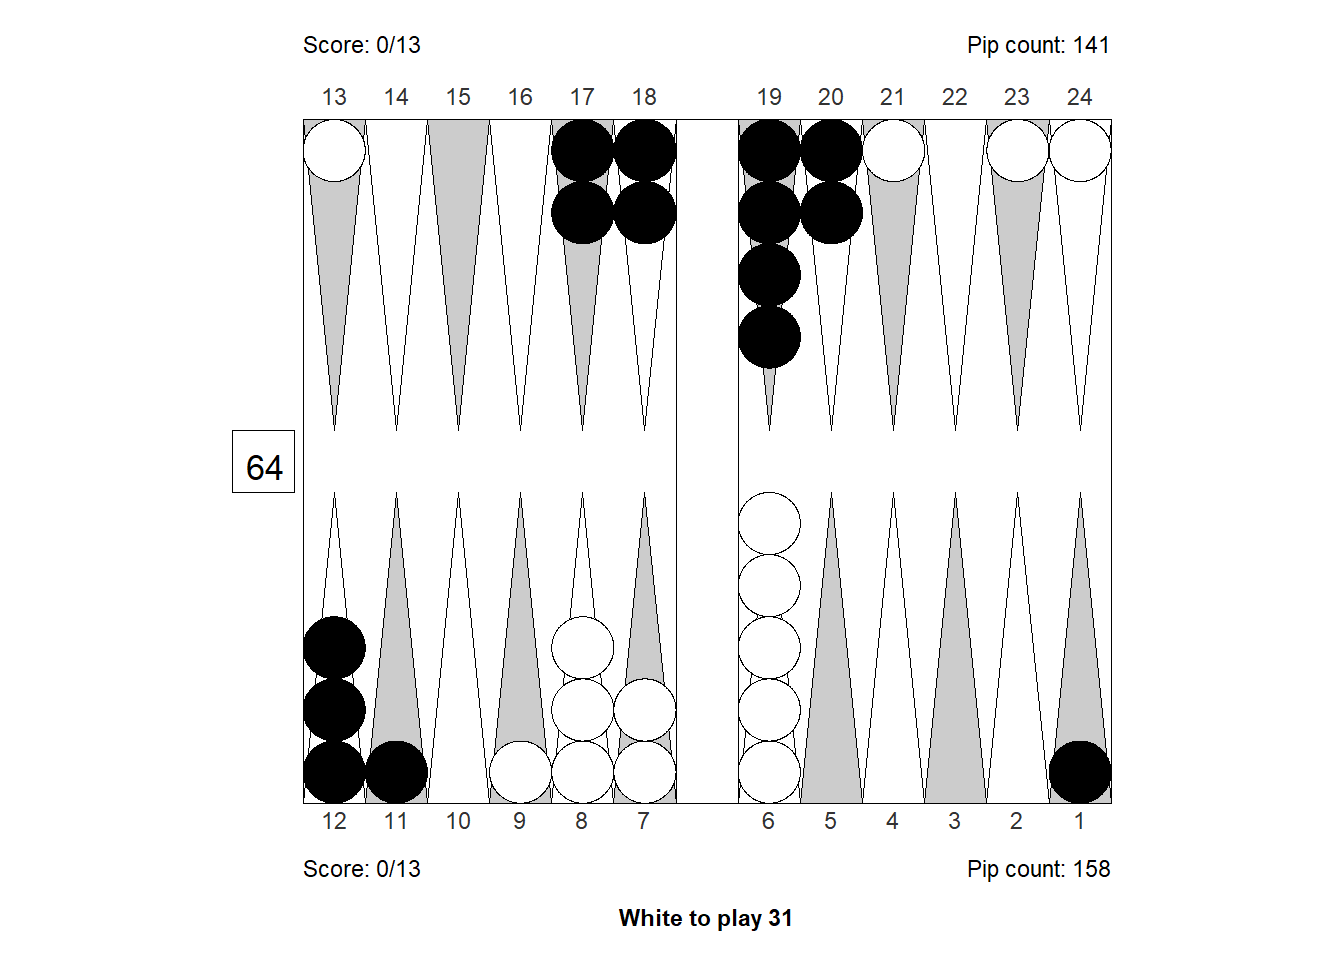 Score: 0/13 Pip count: 141
13 14 15 16 17 18 19 20 21 22 23 24
64
12 11 10 9 8 7 6 5 4 3 2 1
Score: 0/13 Pip count: 158
White to play 31